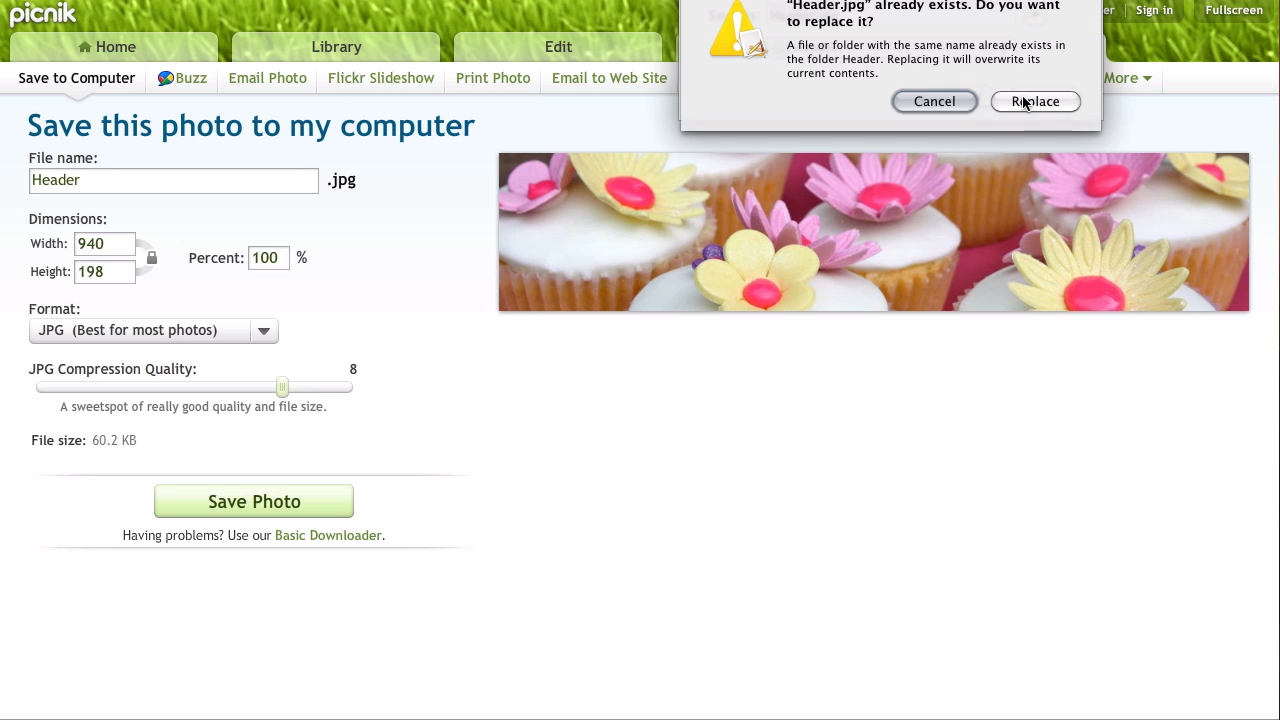 picnik
"Header.jpg" already exists. Do you want
to replace it?
A file or folder with the same name already exists in
the folder Header. Replacing it will overwrite its
current contents.
Cancel
Replace
Sign in
Fullscreen
Home
Library
Edit
Save to Computer
Buzz
Email Photo
Flickr Slideshow
Print Photo
Email to Web Site
More
Save this photo to my computer
File name:
Header .jpg
Dimensions:
Width: 940
Height: 198
Percent: 100 %
Format:
JPG (Best for most photos)
JPG Compression Quality: 8
A sweetspot of really good quality and file size.
File size: 60.2 KB
Save Photo
Having problems? Use our Basic Downloader.